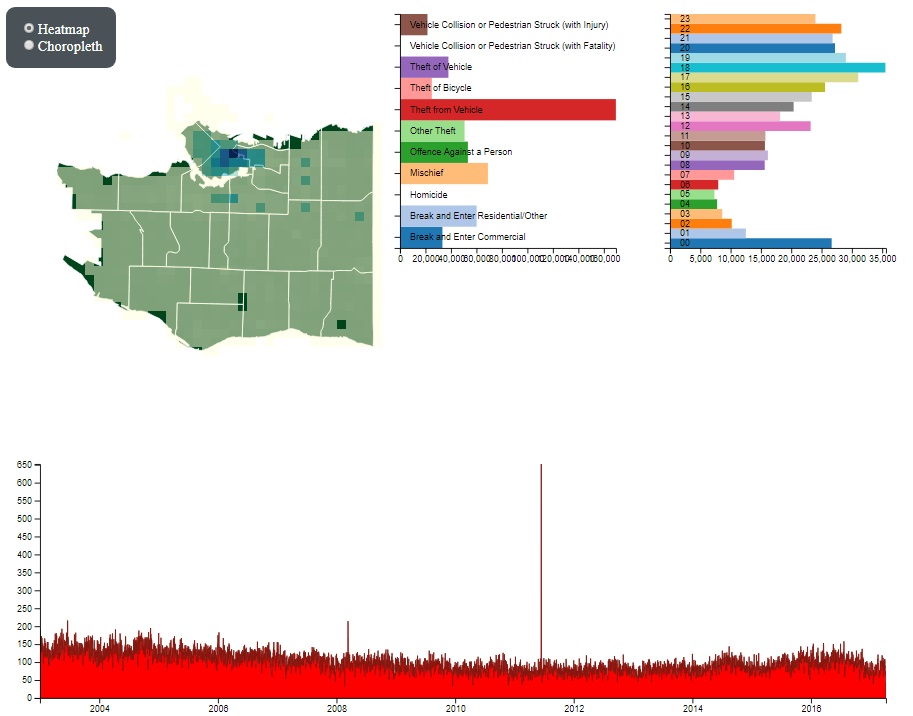 Heatmap
Choropleth
Vehicle Collision or Pedestrian Struck (with Injury)
Vehicle Collision or Pedestrian Struck (with Fatality)
Theft of Vehicle
Theft of Bicycle
Theft from Vehicle
Other Theft
Offence Against a Person
Mischief
Homicide
Break and Enter Residential/Other
Break and Enter Commercial
0 20,000 40,000 60,000 80,000 100,000 120,000 140,000 160,000
23
22
21
20
19
18
17
16
15
14
13
12
11
10
09
08
07
06
05
04
03
02
01
00
0 5,000 10,000 15,000 20,000 25,000 30,000 35,000
650
600
550
500
450
400
350
300
250
200
150
100
50
0
2004 2006 2008 2010 2012 2014 2016